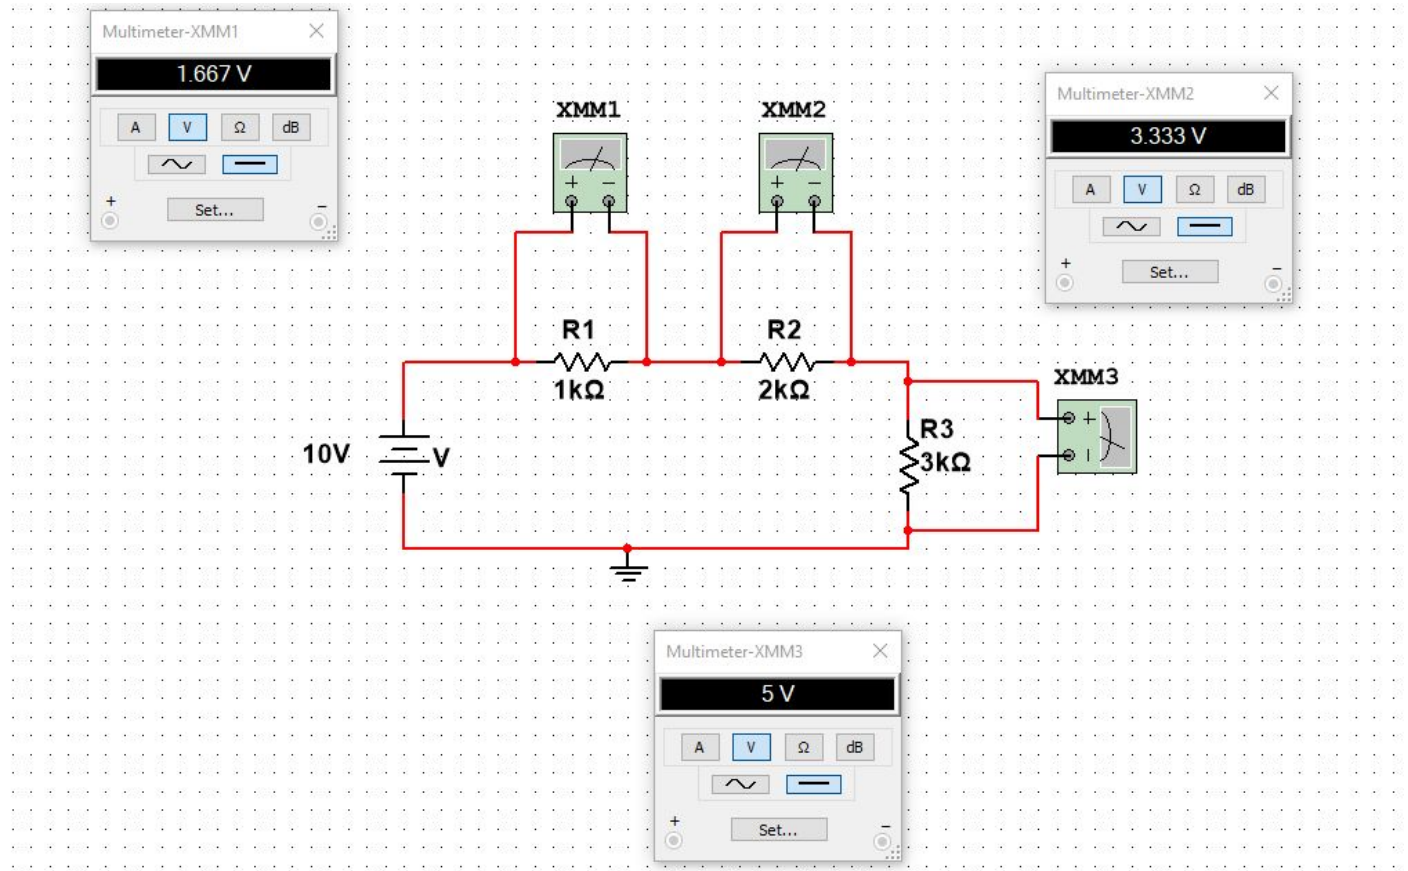 Multimeter-XMM1
1.667 V
A V Ω dB
+ −
Set...
XMM1
+ −
XMM2
+ −
Multimeter-XMM2
3.333 V
A V Ω dB
+ −
Set...
R1
1kΩ
R2
2kΩ
XMM3
+ −
R3
3kΩ
10V
V
Multimeter-XMM3
5 V
A V Ω dB
+ −
Set...